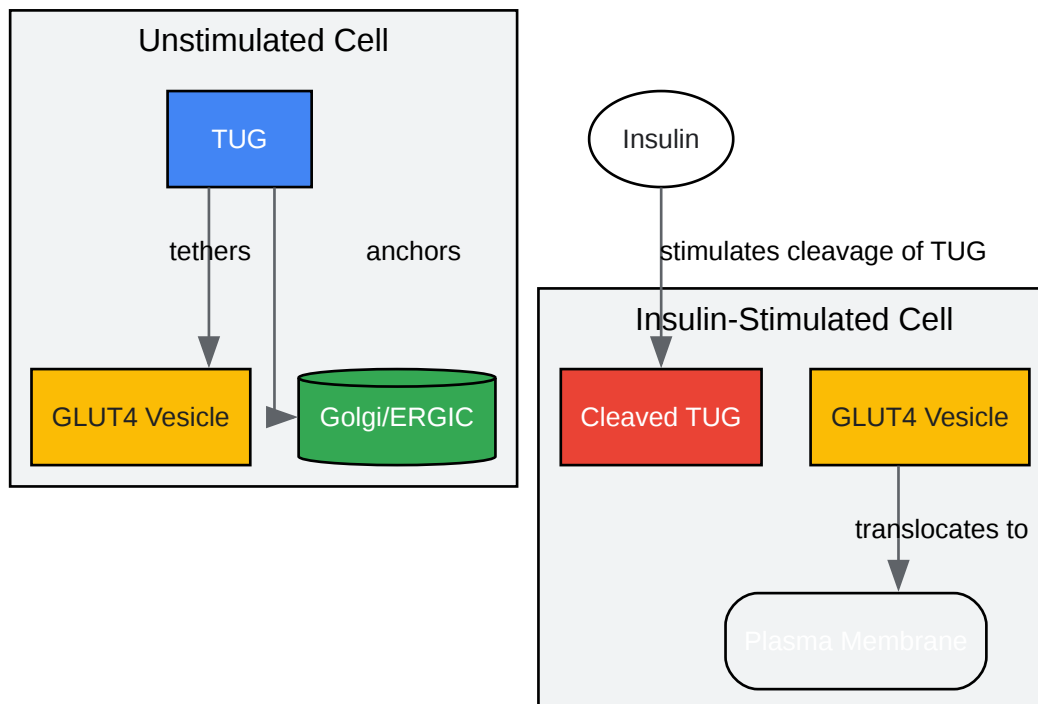 Unstimulated Cell
TUG
Insulin
tethers
anchors
stimulates cleavage of TUG
Insulin-Stimulated Cell
GLUT4 Vesicle
Golgi/ERGIC
Cleaved TUG
GLUT4 Vesicle
translocates to
Plasma Membrane